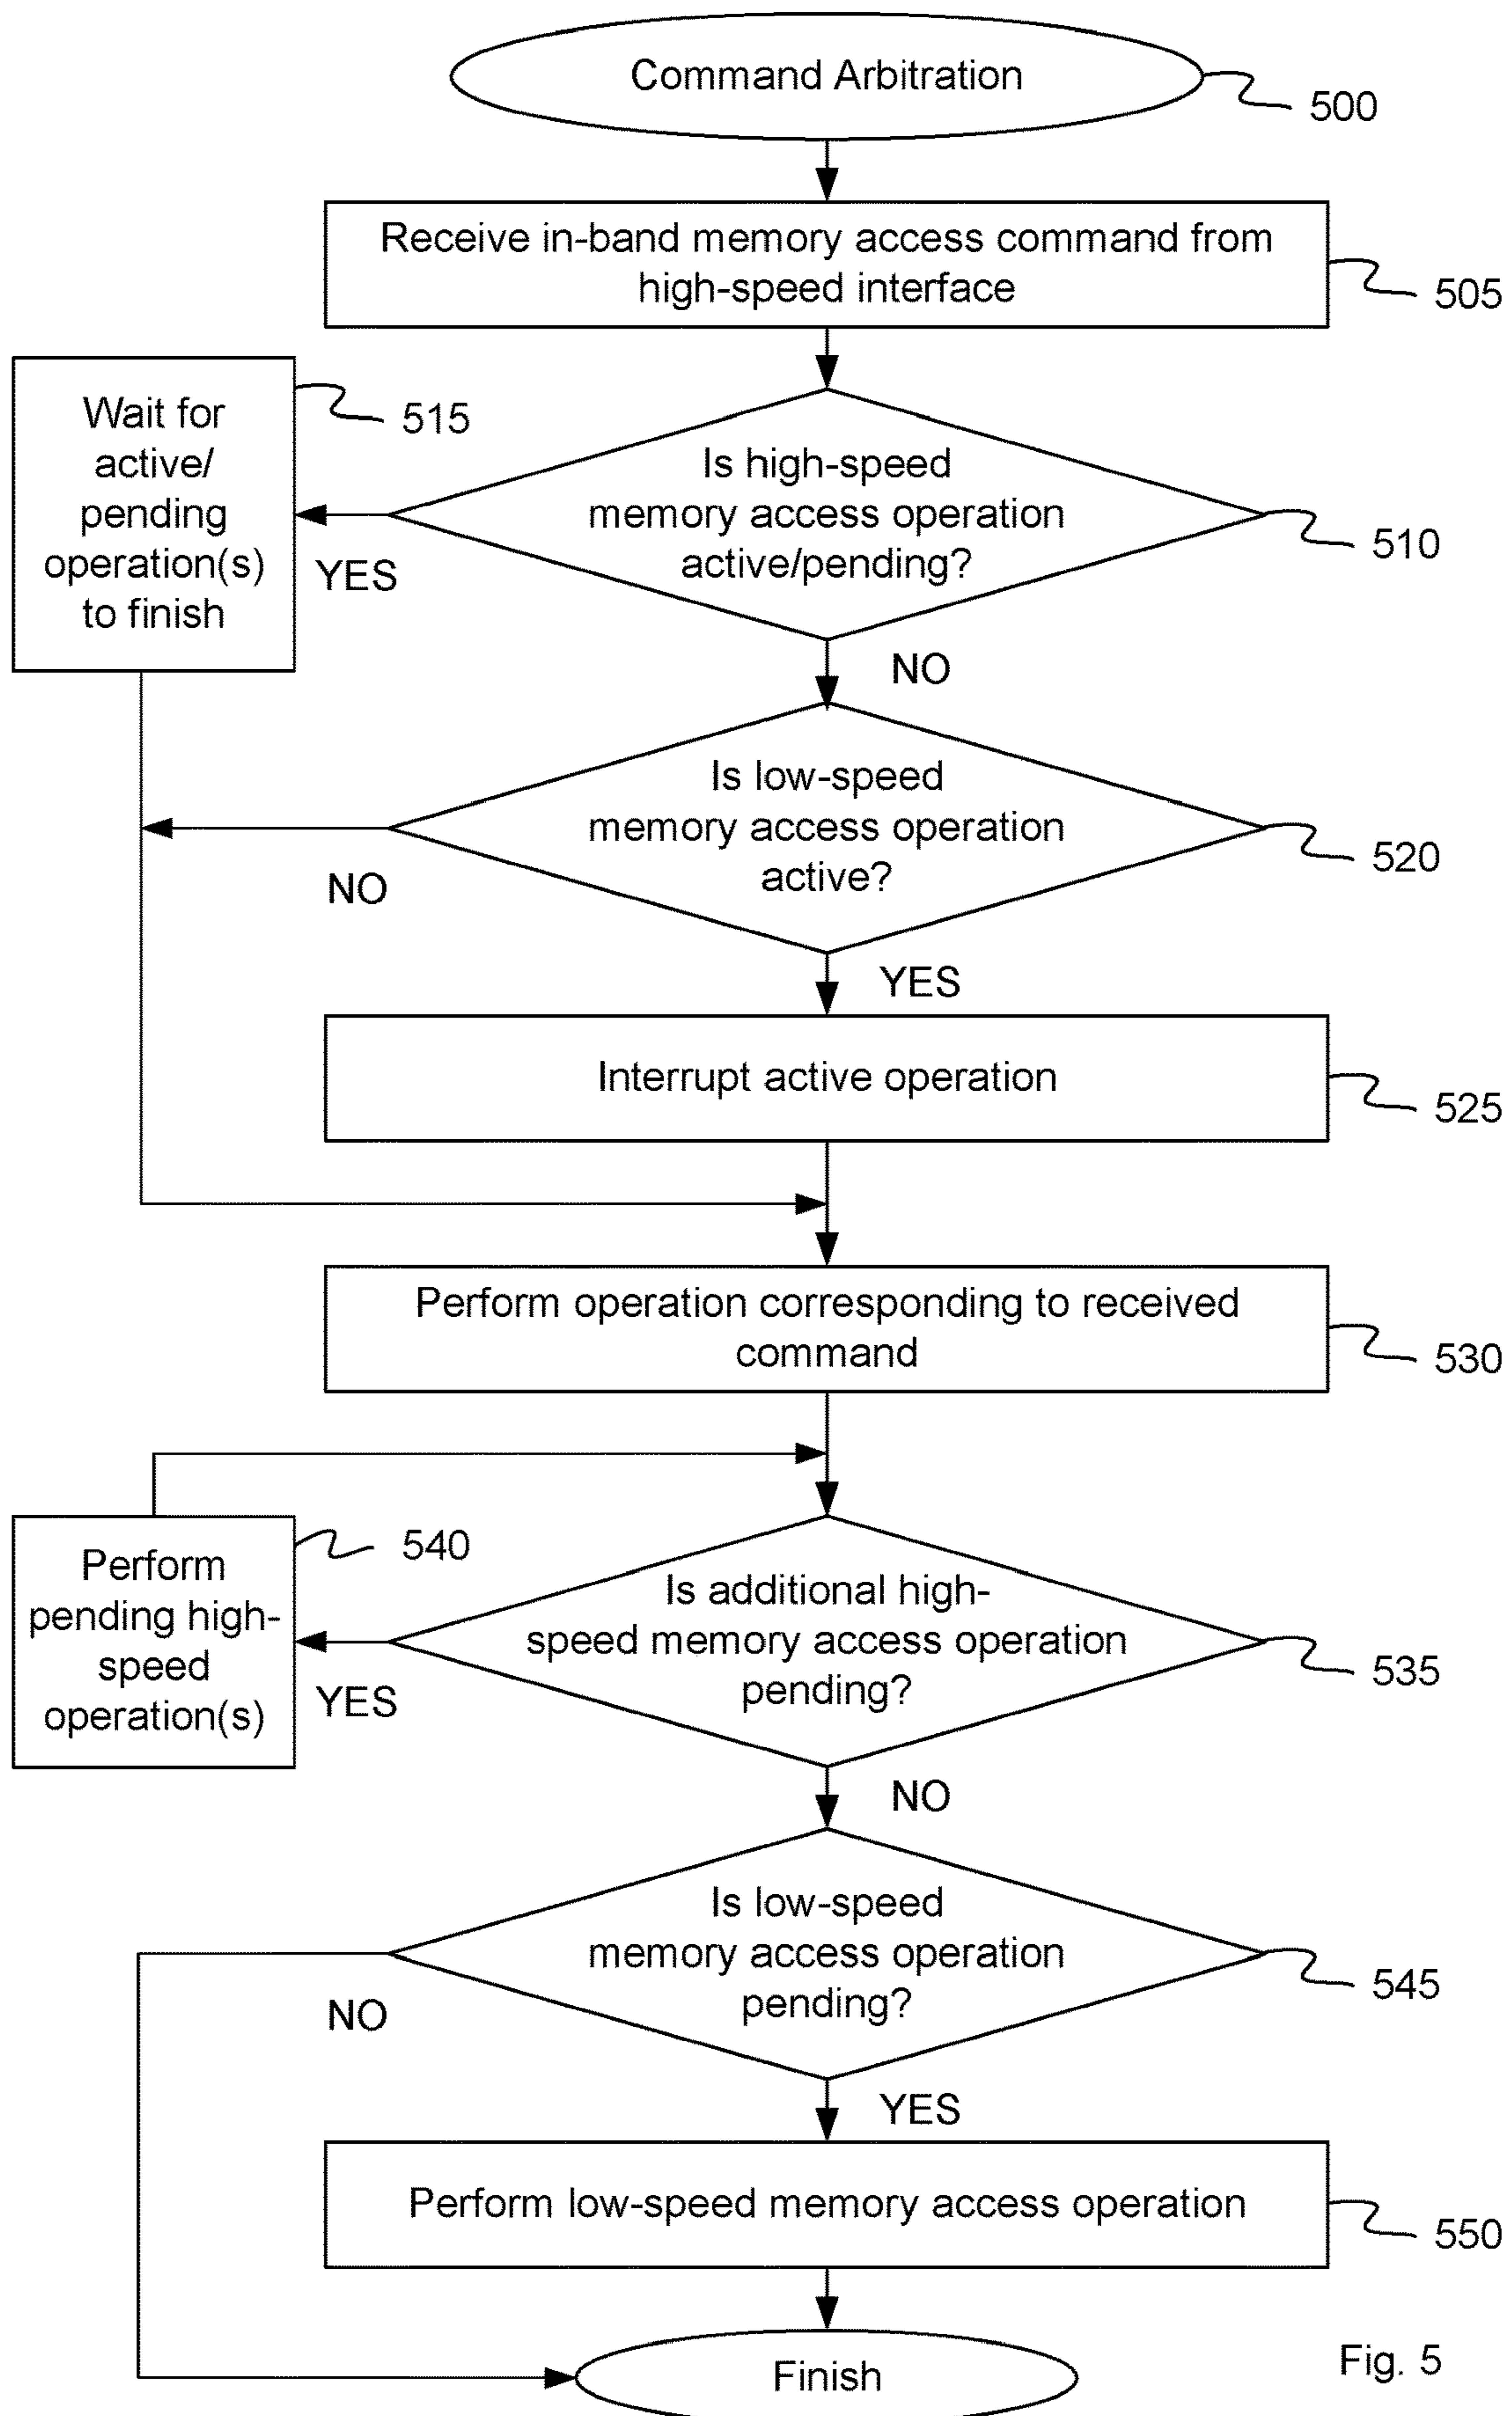 Command Arbitration
500
Receive in-band memory access command from
high-speed interface
505
Wait for
active/
pending
operation(s)
to finish
515
Is high-speed
memory access operation
active/pending?
510
YES
NO
Is low-speed
memory access operation
active?
520
NO
YES
Interrupt active operation
525
Perform operation corresponding to received
command
530
Perform
pending high-
speed
operation(s)
540
Is additional high-
speed memory access operation
pending?
535
YES
NO
Is low-speed
memory access operation
pending?
545
NO
YES
Perform low-speed memory access operation
550
Finish
Fig. 5